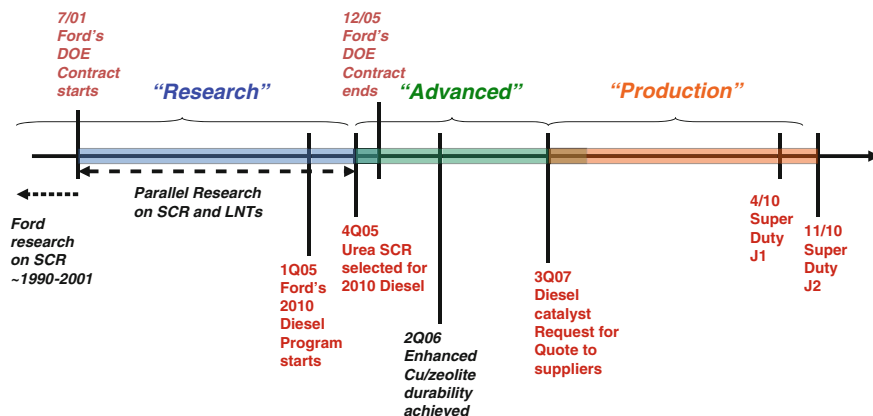 7/01
Ford's
DOE
Contract
starts
12/05
Ford's
DOE
Contract
ends
“Research”
“Advanced”
“Production”
Parallel Research
on SCR and LNTs
Ford
research
on SCR
~1990-2001
1Q05
Ford's
2010
Diesel
Program
starts
4Q05
Urea SCR
selected for
2010 Diesel
2Q06
Enhanced
Cu/zeolite
durability
achieved
3Q07
Diesel
catalyst
Request for
Quote to
suppliers
4/10
Super
Duty
J1
11/10
Super
Duty
J2